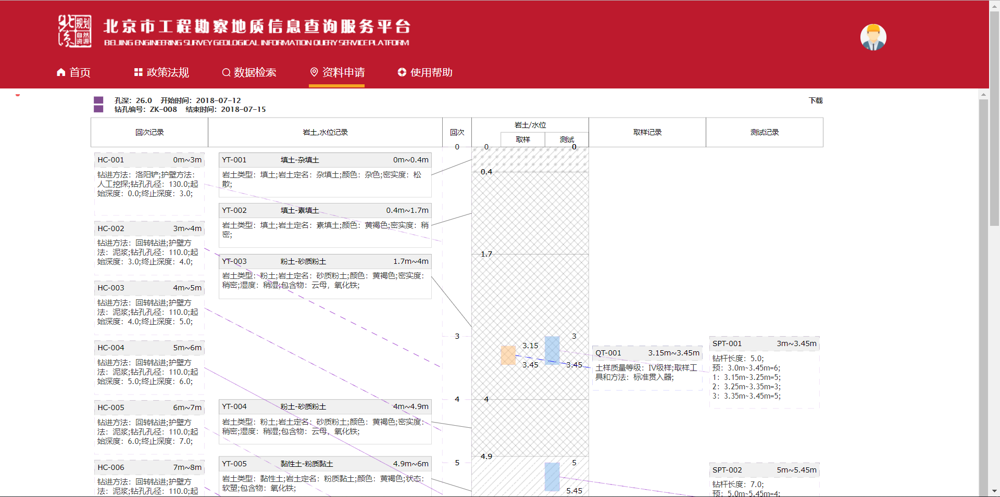 北京市工程勘察地质信息查询服务平台
BEIJING ENGINEERING SURVEY GEOLOGICAL INFORMATION QUERY SERVICE PLATFORM
规划
自然
资源
首页 政策法规 数据检索 资料申请 使用帮助
孔深：26.0 开始时间：2018-07-12
钻孔编号：ZK-008 结束时间：2018-07-15
下载
回次记录 岩土,水位记录 回次 岩土/水位 取样记录 测试记录
取样 测试
0 0 0
HC-001 0m~3m
钻进方法：洛阳铲;护壁方法：
人工挖探;钻孔孔径：130.0;起
始深度：0.0;终止深度：3.0;
HC-002 3m~4m
钻进方法：回转钻进;护壁方
法：泥浆;钻孔孔径：110.0;起
始深度：3.0;终止深度：4.0;
HC-003 4m~5m
钻进方法：回转钻进;护壁方
法：泥浆;钻孔孔径：110.0;起
始深度：4.0;终止深度：5.0;
HC-004 5m~6m
钻进方法：回转钻进;护壁方
法：泥浆;钻孔孔径：110.0;起
始深度：5.0;终止深度：6.0;
HC-005 6m~7m
钻进方法：回转钻进;护壁方
法：泥浆;钻孔孔径：110.0;起
始深度：6.0;终止深度：7.0;
HC-006 7m~8m
钻进方法：回转钻进;护壁方
法：泥浆;钻孔孔径：110.0;起
YT-001 填土-杂填土 0m~0.4m
岩土类型：填土;岩土定名：杂填土;颜色：杂色;密实度：松
散;
YT-002 填土-素填土 0.4m~1.7m
岩土类型：填土;岩土定名：素填土;颜色：黄褐色;密实度：稍
密;
YT-003 粉土-砂质粉土 1.7m~4m
岩土类型：粉土;岩土定名：砂质粉土;颜色：黄褐色;密实度：
稍密;湿度：稍湿;包含物：云母，氧化铁;
YT-004 粉土-砂质粉土 4m~4.9m
岩土类型：粉土;岩土定名：砂质粉土;颜色：黄褐色;密实度：
稍密;湿度：稍湿;包含物：云母，氧化铁;
YT-005 黏性土-粉质黏土 4.9m~6m
岩土类型：黏性土;岩土定名：粉质黏土;颜色：黄褐色;状态：
软塑;包含物：氧化铁;
3
4
5
0.4
1.7
4
4.9
3.15
3.45
3
3.45
5
5.45
QT-001 3.15m~3.45m
土样质量等级：IV级样;取样工
具和方法：标准贯入器;
SPT-001 3m~3.45m
钻杆长度：5.0;
预：3.0m~3.45m=6;
1：3.15m~3.25m=5;
2：3.25m~3.35m=3;
3：3.35m~3.45m=5;
SPT-002 5m~5.45m
钻杆长度：7.0;
预：5.0m~5.45m=4;